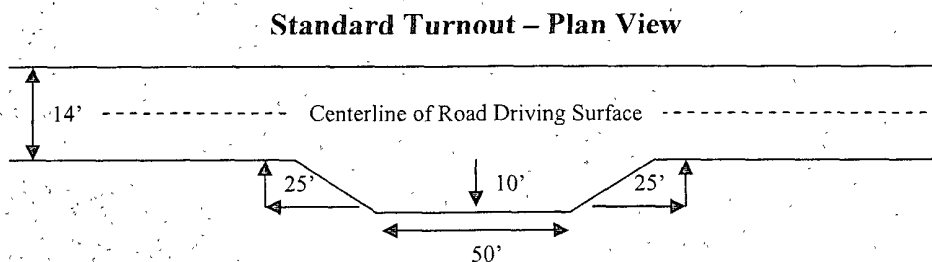 Standard Turnout – Plan View
14’ Centerline of Road Driving Surface
25’ 10’ 25’
50’